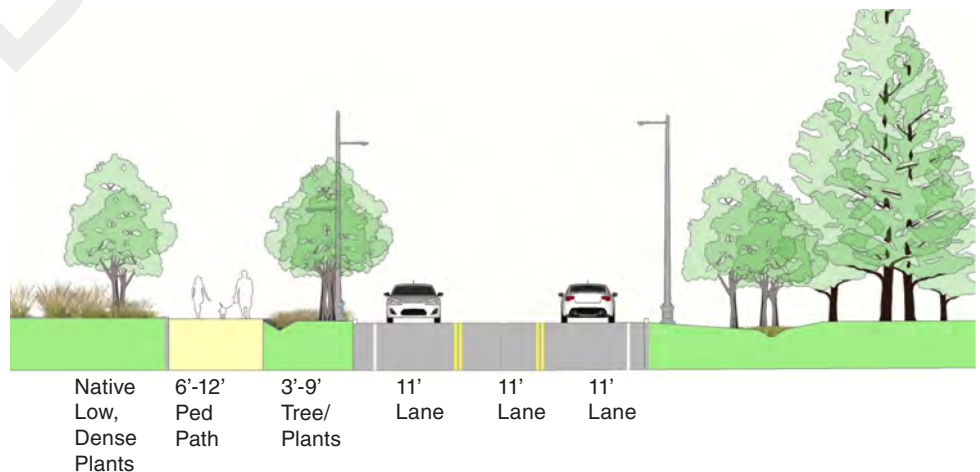 Native
Low,
Dense
Plants
6’-12’
Ped
Path
3’-9’
Tree/
Plants
11’
Lane
11’
Lane
11’
Lane